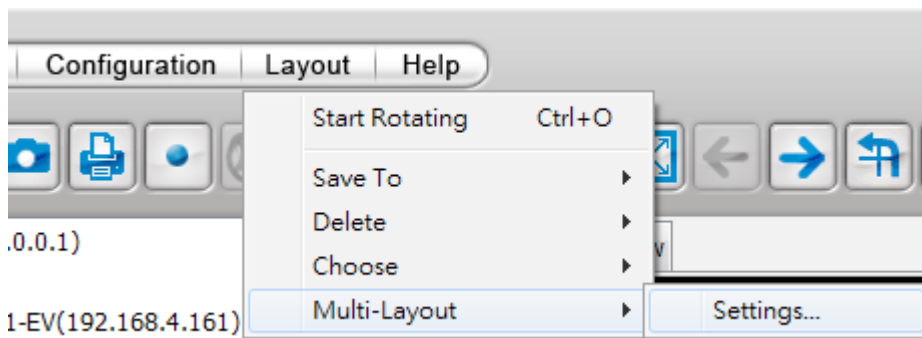 Configuration Layout Help
Start Rotating Ctrl+O
Save To
.0.0.1)
Delete
Choose
1-EV(192.168.4.161)
Multi-Layout
Settings...